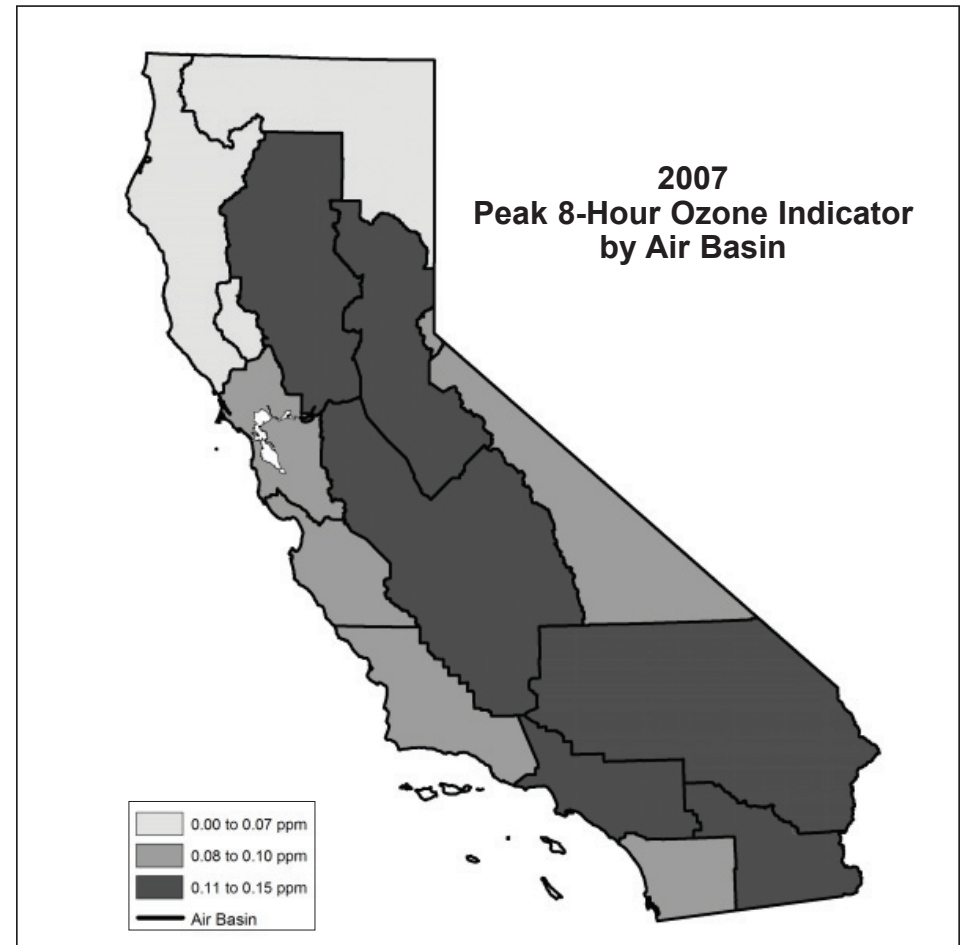 2007
Peak 8-Hour Ozone Indicator
by Air Basin
0.00 to 0.07 ppm
0.08 to 0.10 ppm
0.11 to 0.15 ppm
Air Basin